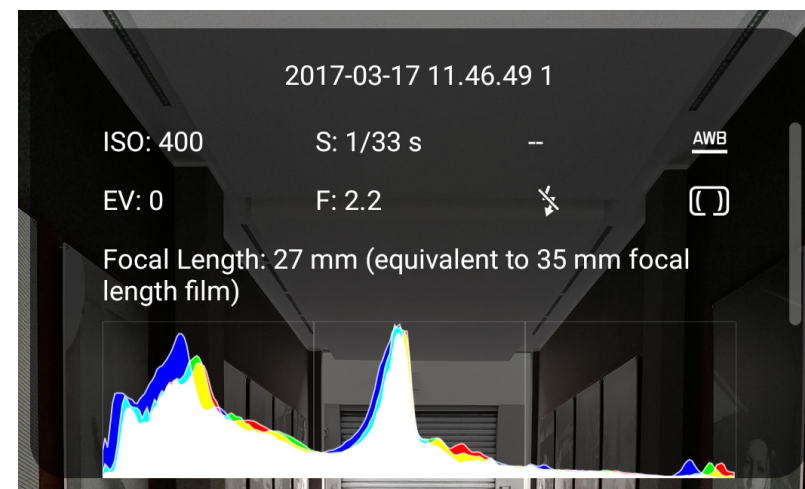 2017-03-17 11.46.49 1
ISO: 400 S: 1/33 s -- AWB
EV: 0 F: 2.2
Focal Length: 27 mm (equivalent to 35 mm focal
length film)